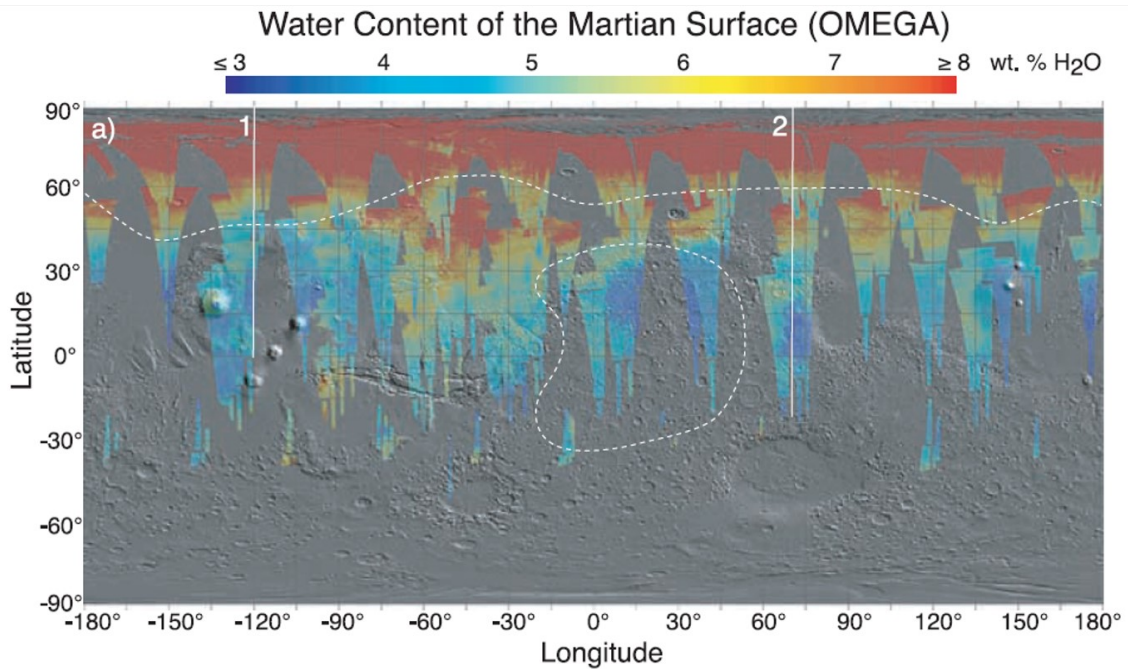 Water Content of the Martian Surface (OMEGA)
≤ 3 4 5 6 7 ≥ 8 wt. % H₂O
a) 1 2
90°
60°
30°
0°
-30°
-60°
-90°
Latitude
-180° -150° -120° -90° -60° -30° 0° 30° 60° 90° 120° 150° 180°
Longitude